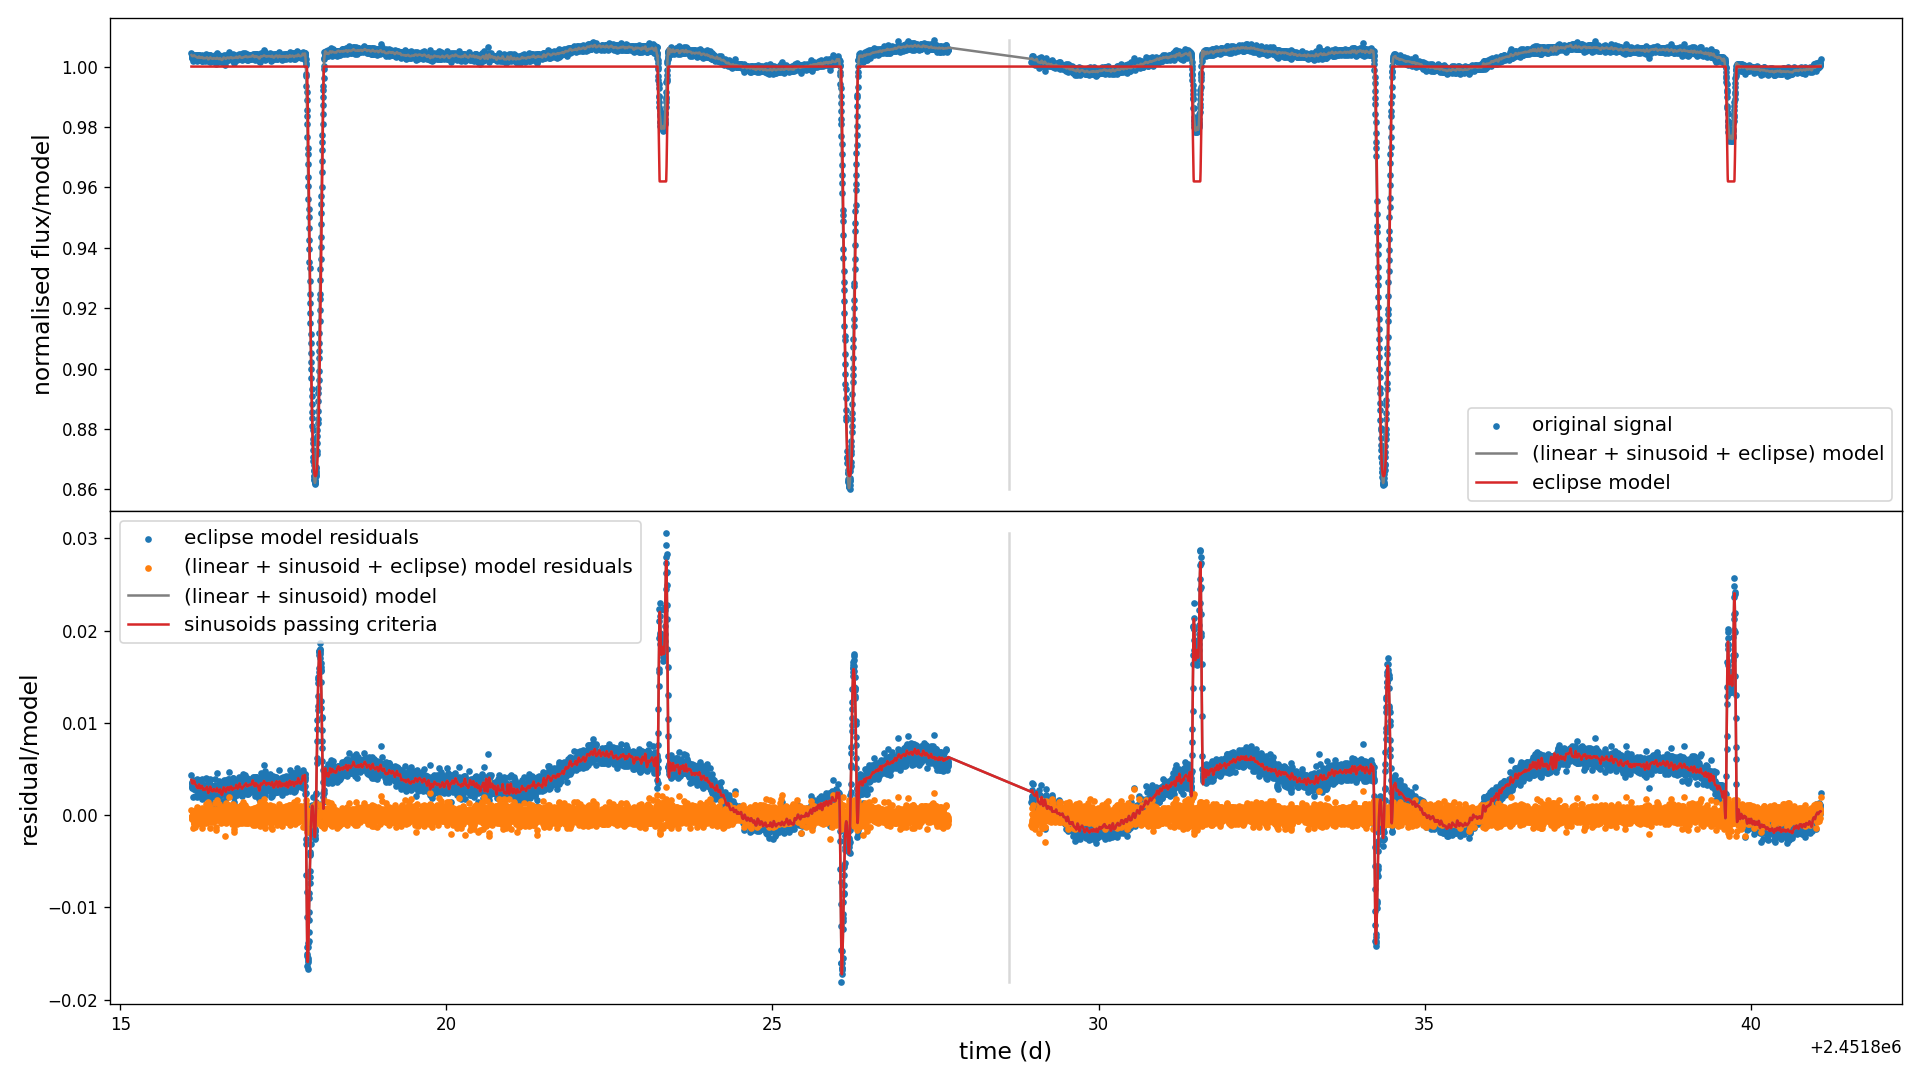 normalised flux/model
1.00
0.98
0.96
0.94
0.92
0.90
0.88
0.86
original signal
(linear + sinusoid + eclipse) model
eclipse model
residual/model
0.03
0.02
0.01
0.00
−0.01
−0.02
eclipse model residuals
(linear + sinusoid + eclipse) model residuals
(linear + sinusoid) model
sinusoids passing criteria
15 20 25 30 35 40
time (d)
+2.4518e6